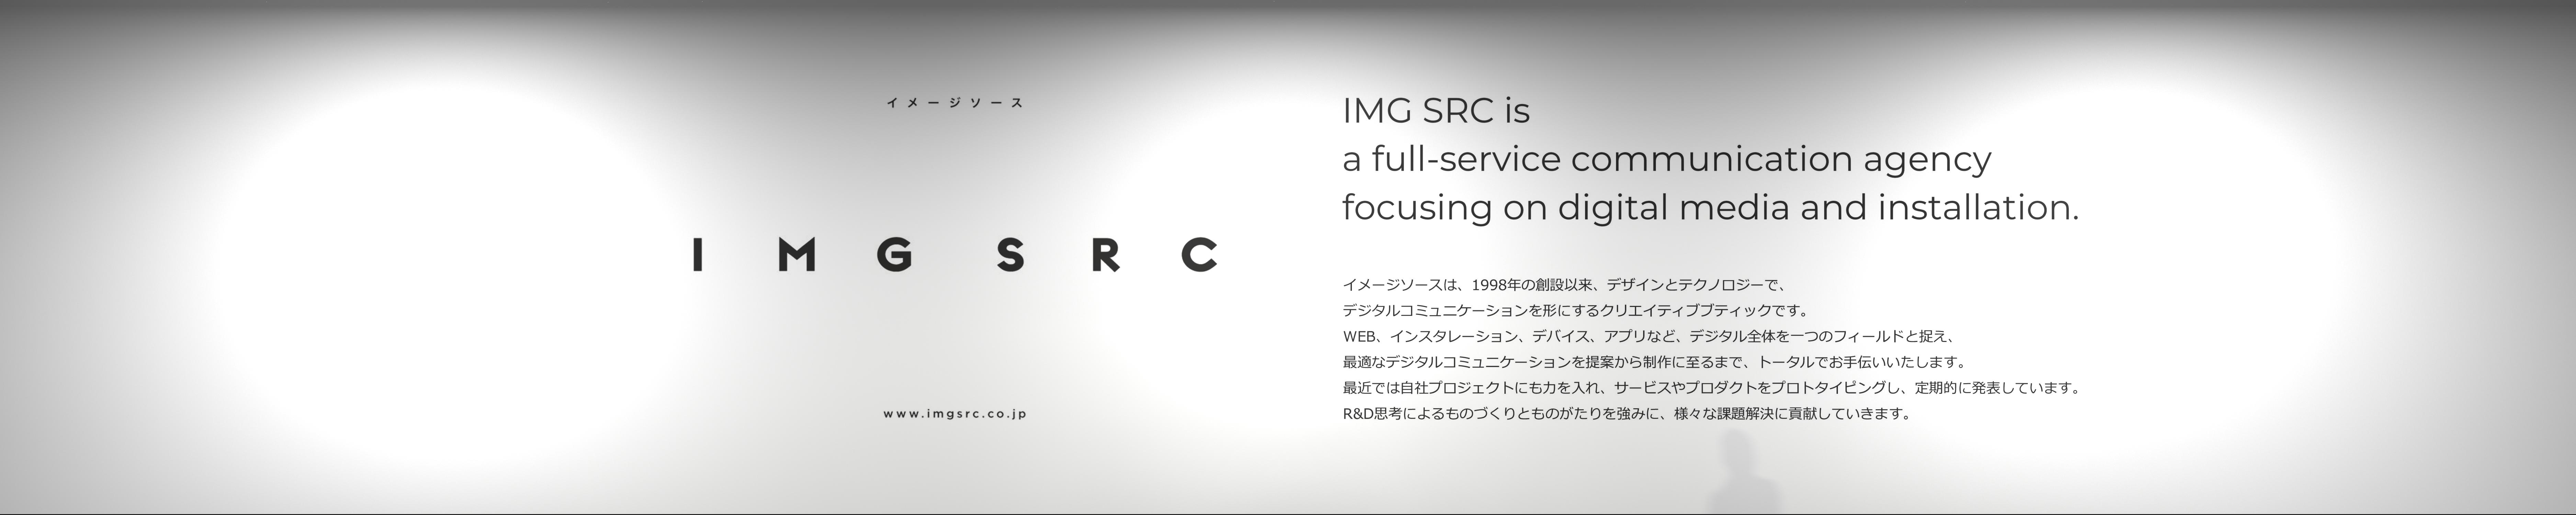 イメージソース
IMG SRC
www.imgsrc.co.jp
IMG SRC is
a full-service communication agency
focusing on digital media and installation.
イメージソースは、1998年の創設以来、デザインとテクノロジーで、
デジタルコミュニケーションを形にするクリエイティブブティックです。
WEB、インスタレーション、デバイス、アプリなど、デジタル全体を一つのフィールドと捉え、
最適なデジタルコミュニケーションを提案から制作に至るまで、トータルでお手伝いいたします。
最近では自社プロジェクトにも力を入れ、サービスやプロダクトをプロトタイピングし、定期的に発表しています。
R&D思考によるものづくりとものがたりを強みに、様々な課題解決に貢献していきます。